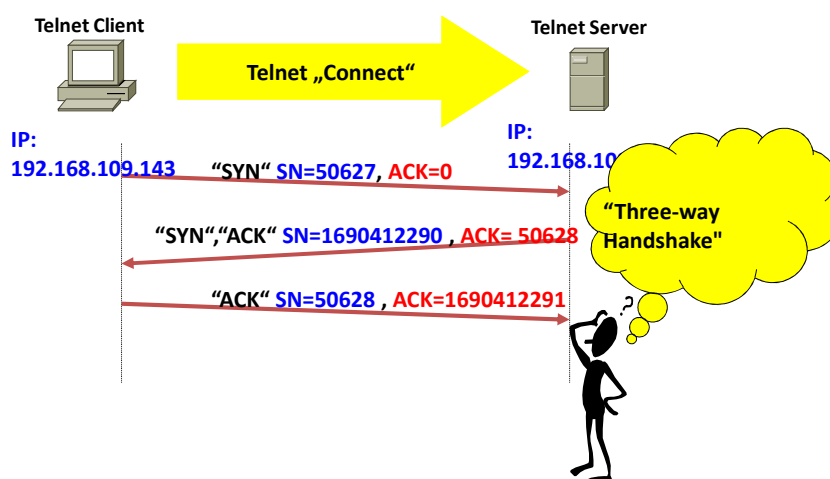 Telnet Client
Telnet Server
Telnet „Connect“
IP:
192.168.109.143
IP:
“SYN“ SN=50627, ACK=0
“Three-way
Handshake"
“SYN“,“ACK“ SN=1690412290 , ACK= 50628
“ACK“ SN=50628 , ACK=1690412291
?